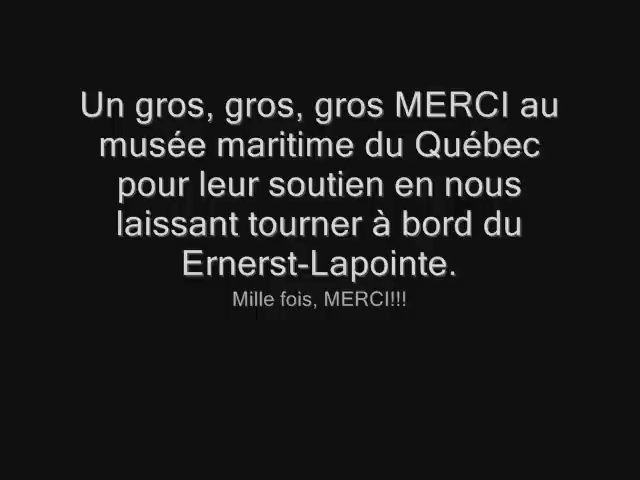 Un gros, gros, gros MERCI au
musée maritime du Québec
pour leur soutien en nous
laissant tourner à bord du
Ernerst-Lapointe.
Mille fois, MERCI!!!